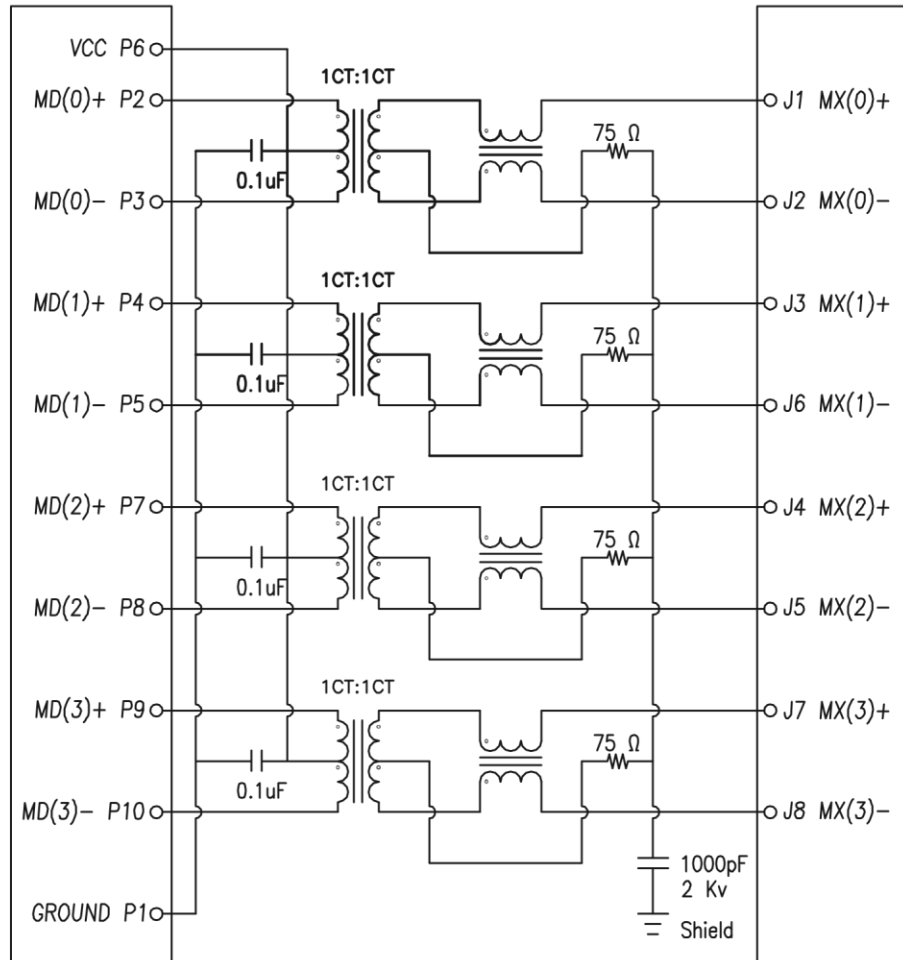 VCC P6
1CT:1CT
MD(0)+ P2
J1 MX(0)+
75 Ω
0.1uF
MD(0)- P3
J2 MX(0)-
1CT:1CT
MD(1)+ P4
J3 MX(1)+
75 Ω
0.1uF
MD(1)- P5
J6 MX(1)-
1CT:1CT
MD(2)+ P7
J4 MX(2)+
75 Ω
0.1uF
MD(2)- P8
J5 MX(2)-
1CT:1CT
MD(3)+ P9
J7 MX(3)+
75 Ω
0.1uF
MD(3)- P10
J8 MX(3)-
1000pF
2 Kv
GROUND P1
Shield